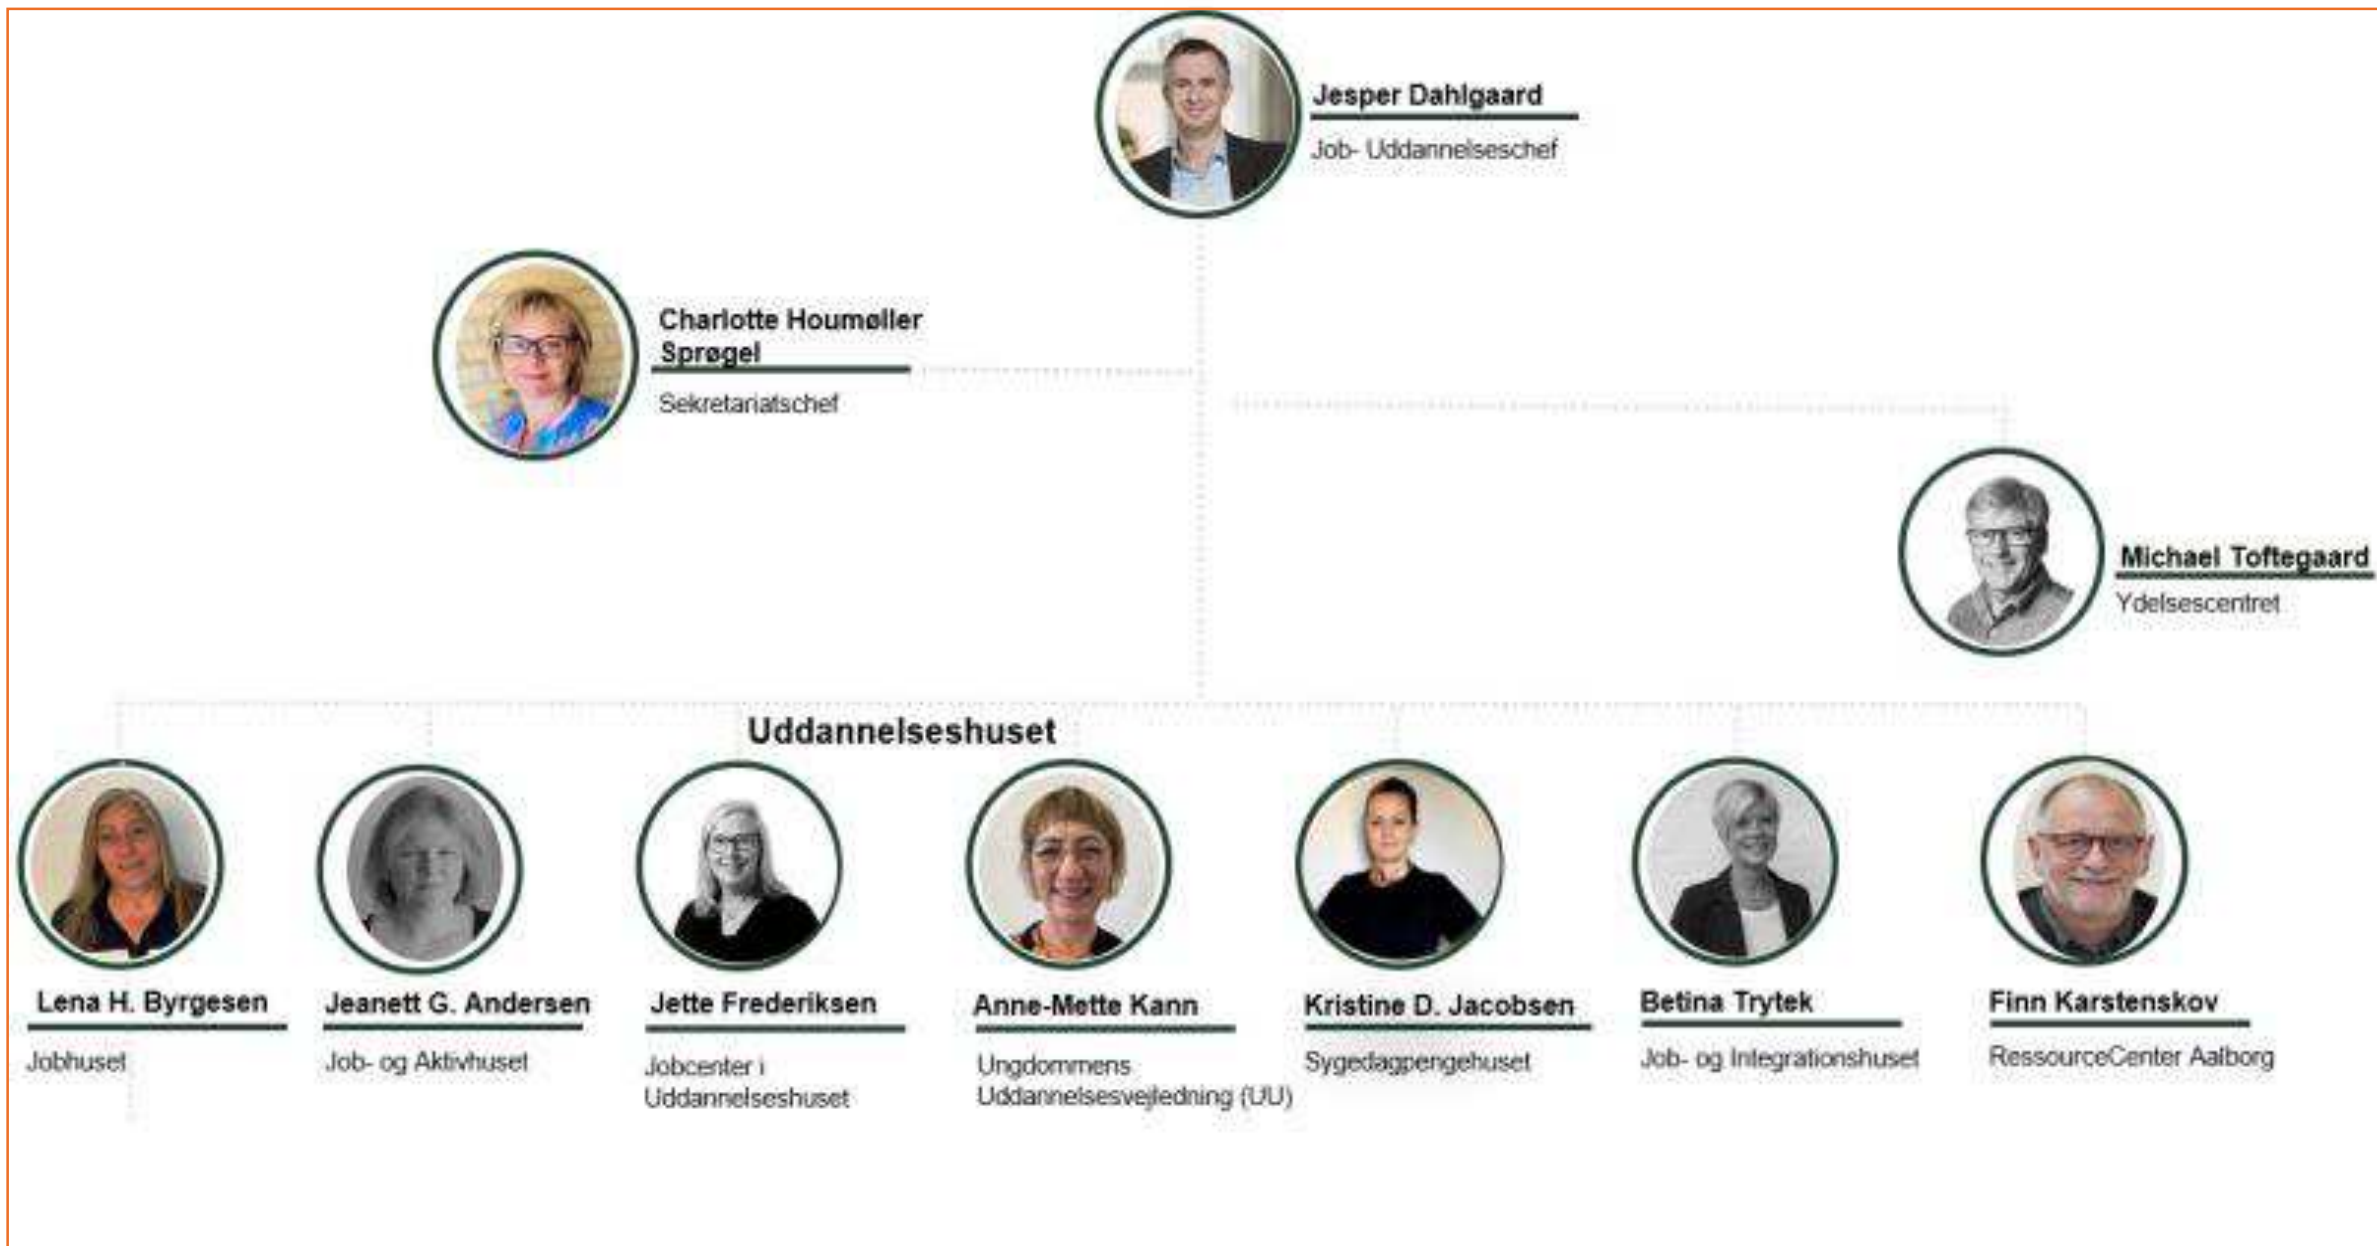 Jesper Dahlgaard
Job- Uddannelseschef
Charlotte Houmøller
Sprøgel
Sekretariatschef
Michael Toftegaard
Ydelsescentret
Uddannelseshuset
Lena H. Byrgesen
Jobhuset
Jeanett G. Andersen
Job- og Aktivhuset
Jette Frederiksen
Jobcenter i
Uddannelseshuset
Anne-Mette Kann
Ungdommens
Uddannelsesvejledning (UU)
Kristine D. Jacobsen
Sygedagpengehuset
Betina Trytek
Job- og Integrationshuset
Finn Karstenskov
RessourceCenter Aalborg